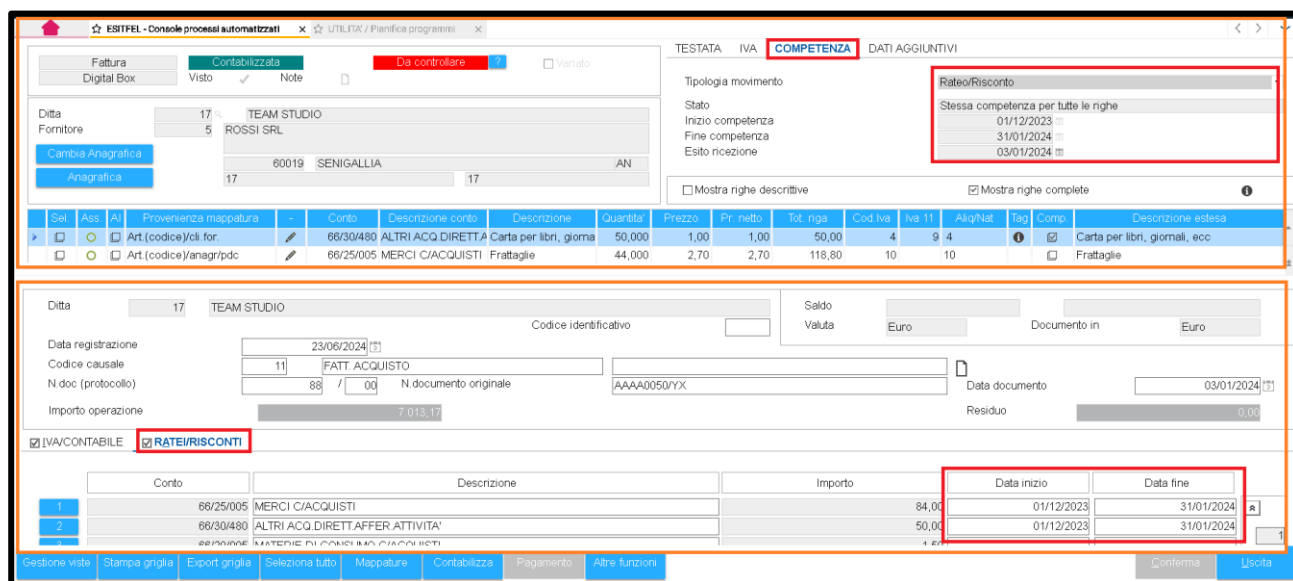 ESITFEL - Console processi automatizzati x UTILITA' / Pianifica programmi x
Fattura Contabilizzata Da controllare ? Variato
Digital Box Visto Note
Ditta 17 TEAM STUDIO
Fornitore 5 ROSSI SRL
Cambia Anagrafica
60019 SENIGALLIA AN
Anagrafica 17 17
TESTATA IVA COMPETENZA DATI AGGIUNTIVI
Tipologia movimento Rateo/Risconto
Stato Stessa competenza per tutte le righe
Inizio competenza 01/12/2023
Fine competenza 31/01/2024
Esito ricezione 03/01/2024
Mostra righe descrittive Mostra righe complete
Sel. Ass. Al Provenienza mappatura - Conto Descrizione conto Descrizione Quantita' Prezzo Pr. netto Tot. riga Cod.Iva Iva 11 Aliq/Nat Tag Comp. Descrizione estesa
Art.(codice)/cli.for. 66/30/480 ALTRI ACQ.DIRETT.A Carta per libri, giorna 50,000 1,00 1,00 50,00 4 9 4 Carta per libri, giornali, ecc
Art.(codice)/anagr/pdc 66/25/005 MERCI C/ACQUISTI Frattaglie 44,000 2,70 2,70 118,80 10 10 Frattaglie
Ditta 17 TEAM STUDIO
Codice identificativo
Saldo
Valuta Euro Documento in Euro
Data registrazione 23/06/2024
Codice causale 11 FATT. ACQUISTO
N.doc (protocollo) 88 / 00 N.documento originale AAAA0050/YX Data documento 03/01/2024
Importo operazione 7.013,17 Residuo 0,00
IVA/CONTABILE RATEI/RISCONTI
Conto Descrizione Importo Data inizio Data fine
1 66/25/005 MERCI C/ACQUISTI 84,00 01/12/2023 31/01/2024
2 66/30/480 ALTRI ACQ.DIRETT.AFFER.ATTIVITA' 50,00 01/12/2023 31/01/2024
1
Gestione viste Stampa griglia Export griglia Seleziona tutto Mappature Contabilizza Pagamento Altre funzioni Conferma Uscita